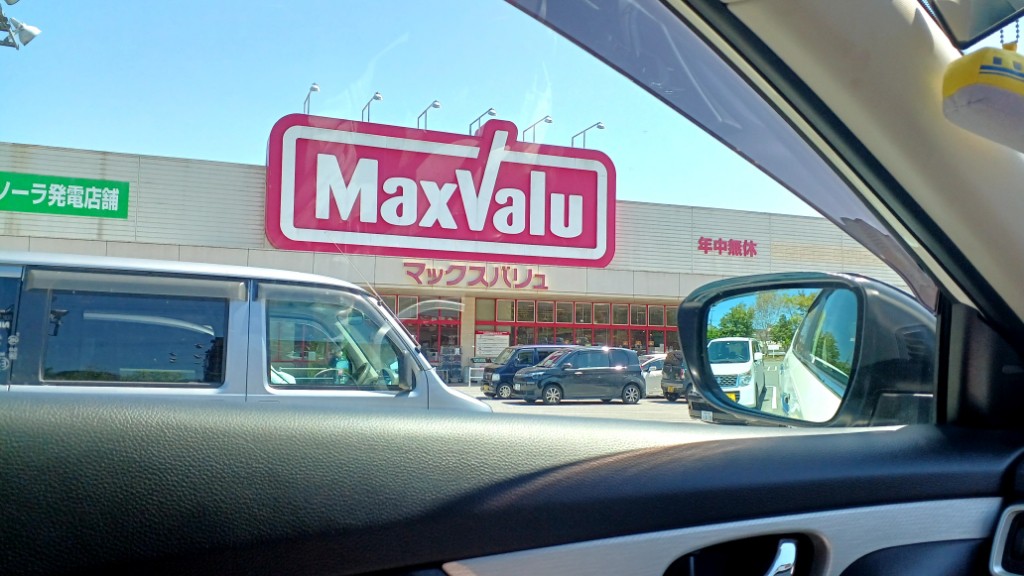 ソーラ発電店舗
MaxValu
マックスバリュ
年中無休